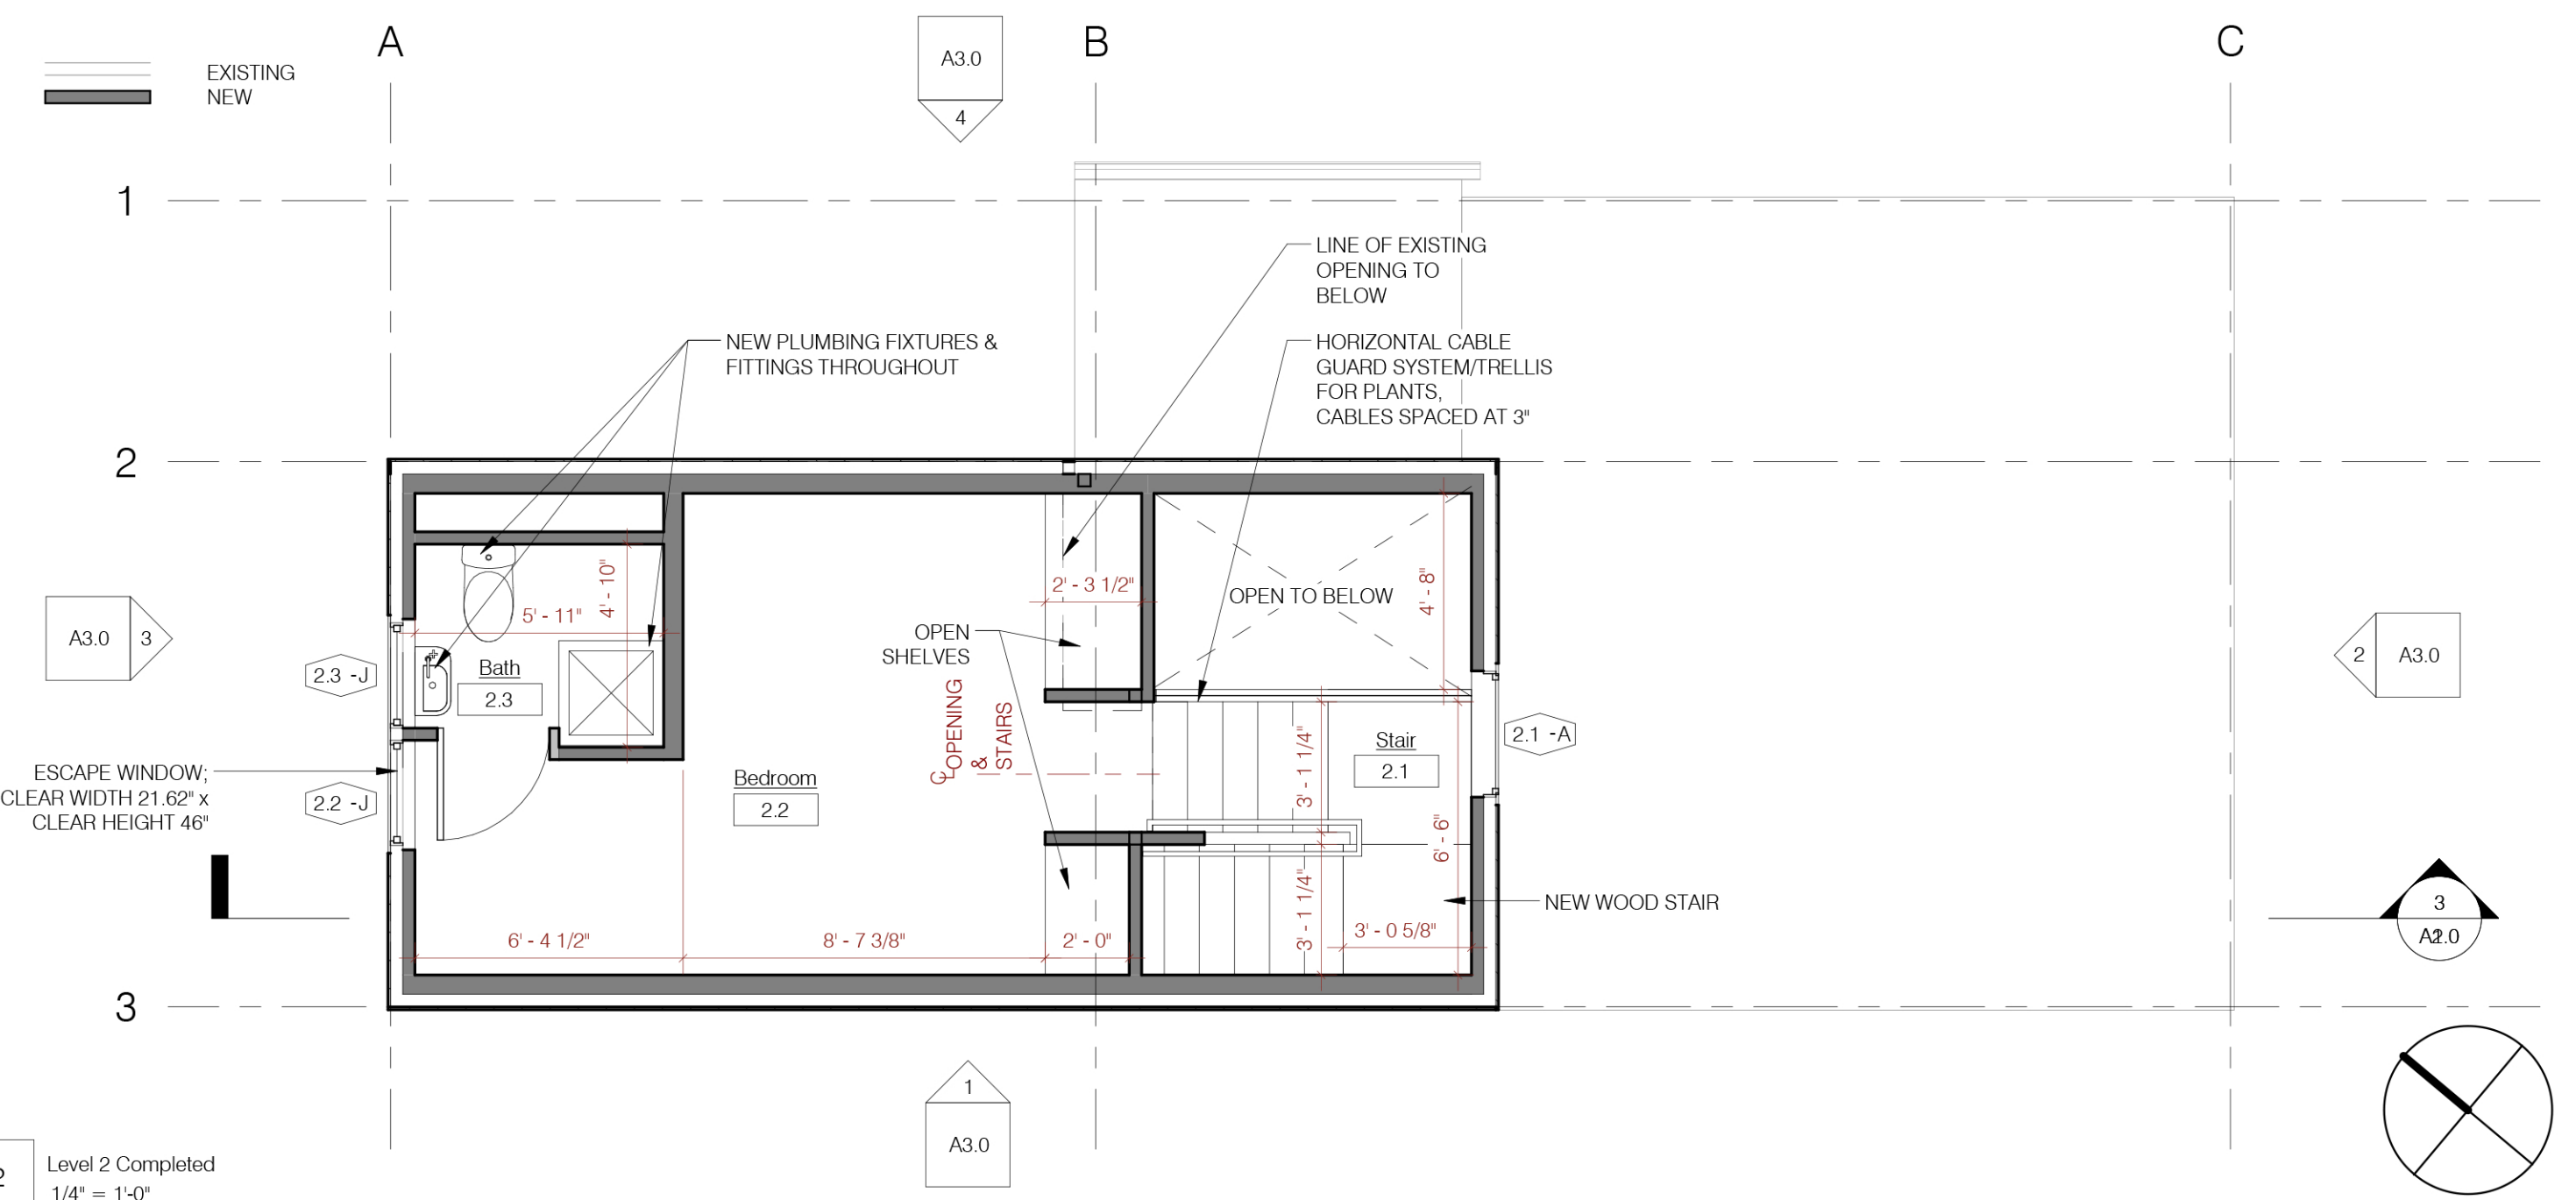 A
B
C
A3.0
4
EXISTING
NEW
1
LINE OF EXISTING
OPENING TO
BELOW
NEW PLUMBING FIXTURES &
FITTINGS THROUGHOUT
HORIZONTAL CABLE
GUARD SYSTEM/TRELLIS
FOR PLANTS,
CABLES SPACED AT 3"
2
4' - 10"
5' - 11"
2' - 3 1/2"
OPEN TO BELOW
4' - 8"
A3.0 3
2 A3.0
OPEN
SHELVES
2.3 -J
Bath
2.3
℄ OPENING
&
STAIRS
2.1 -A
Stair
2.1
3' - 1 1/4"
ESCAPE WINDOW;
CLEAR WIDTH 21.62" x
CLEAR HEIGHT 46"
2.2 -J
Bedroom
2.2
6' - 6"
3' - 1 1/4"
NEW WOOD STAIR
3
6' - 4 1/2"
8' - 7 3/8"
2' - 0"
3' - 0 5/8"
3
1
A3.0
Level 2 Completed
1/4" = 1'-0"